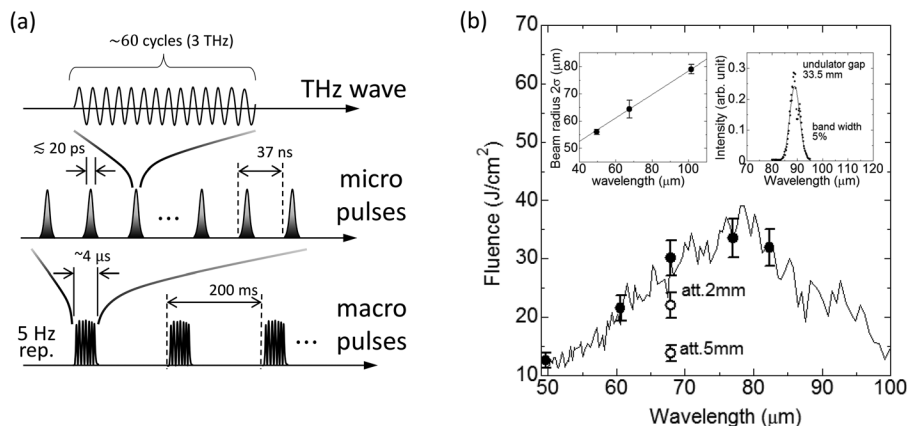 (a)
~60 cycles (3 THz)
THz wave
≲ 20 ps
37 ns
micro
pulses
...
~4 μs
200 ms
5 Hz
rep.
macro
pulses
...
(b)
70
60
50
40
30
20
10
Fluence (J/cm²)
50 60 70 80 90 100
Wavelength (μm)
att.2mm
att.5mm
80
70
60
50
Beam radius 2σ (μm)
40 60 80 100
wavelength (μm)
0.3
0.2
0.1
0
Intensity (arb. unit)
undulator gap
33.5 mm
band width
5%
60 70 80 90 100 120